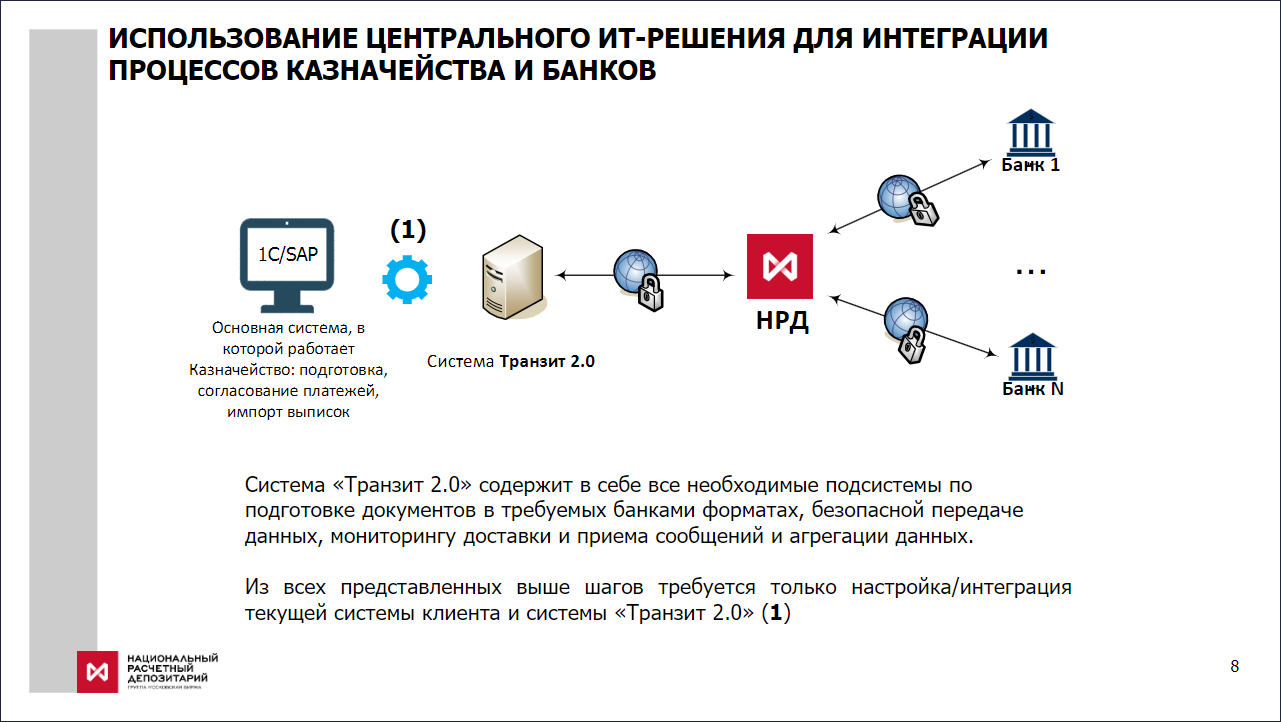 ИСПОЛЬЗОВАНИЕ ЦЕНТРАЛЬНОГО ИТ-РЕШЕНИЯ ДЛЯ ИНТЕГРАЦИИ
ПРОЦЕССОВ КАЗНАЧЕЙСТВА И БАНКОВ
Банк 1
(1)
1C/SAP
...
НРД
Основная система, в
которой работает
Казначейство: подготовка,
согласование платежей,
импорт выписок
Система Транзит 2.0
Банк N
Система «Транзит 2.0» содержит в себе все необходимые подсистемы по
подготовке документов в требуемых банками форматах, безопасной передаче
данных, мониторингу доставки и приема сообщений и агрегации данных.
Из всех представленных выше шагов требуется только настройка/интеграция
текущей системы клиента и системы «Транзит 2.0» (1)
НАЦИОНАЛЬНЫЙ
РАСЧЕТНЫЙ
ДЕПОЗИТАРИЙ
ГРУППА МОСКОВСКАЯ БИРЖА
8